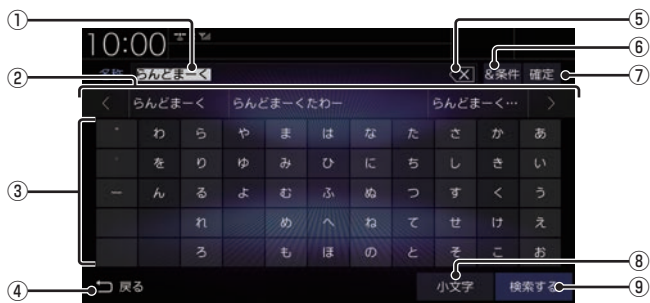 ①
⑤
⑥
10:00
②
名称 らんどまーく &条件 確定
⑦
< らんどまーく らんどまーくたわー らんどまーく… >
③
゛ わ ら や ま は な た さ か あ
゜ を り ゆ み ひ に ち し き い
ー ん る よ む ふ ぬ つ す く う
れ め へ ね て せ け え
ろ も ほ の と そ こ お
④
戻る
小文字
検索する
⑧
⑨